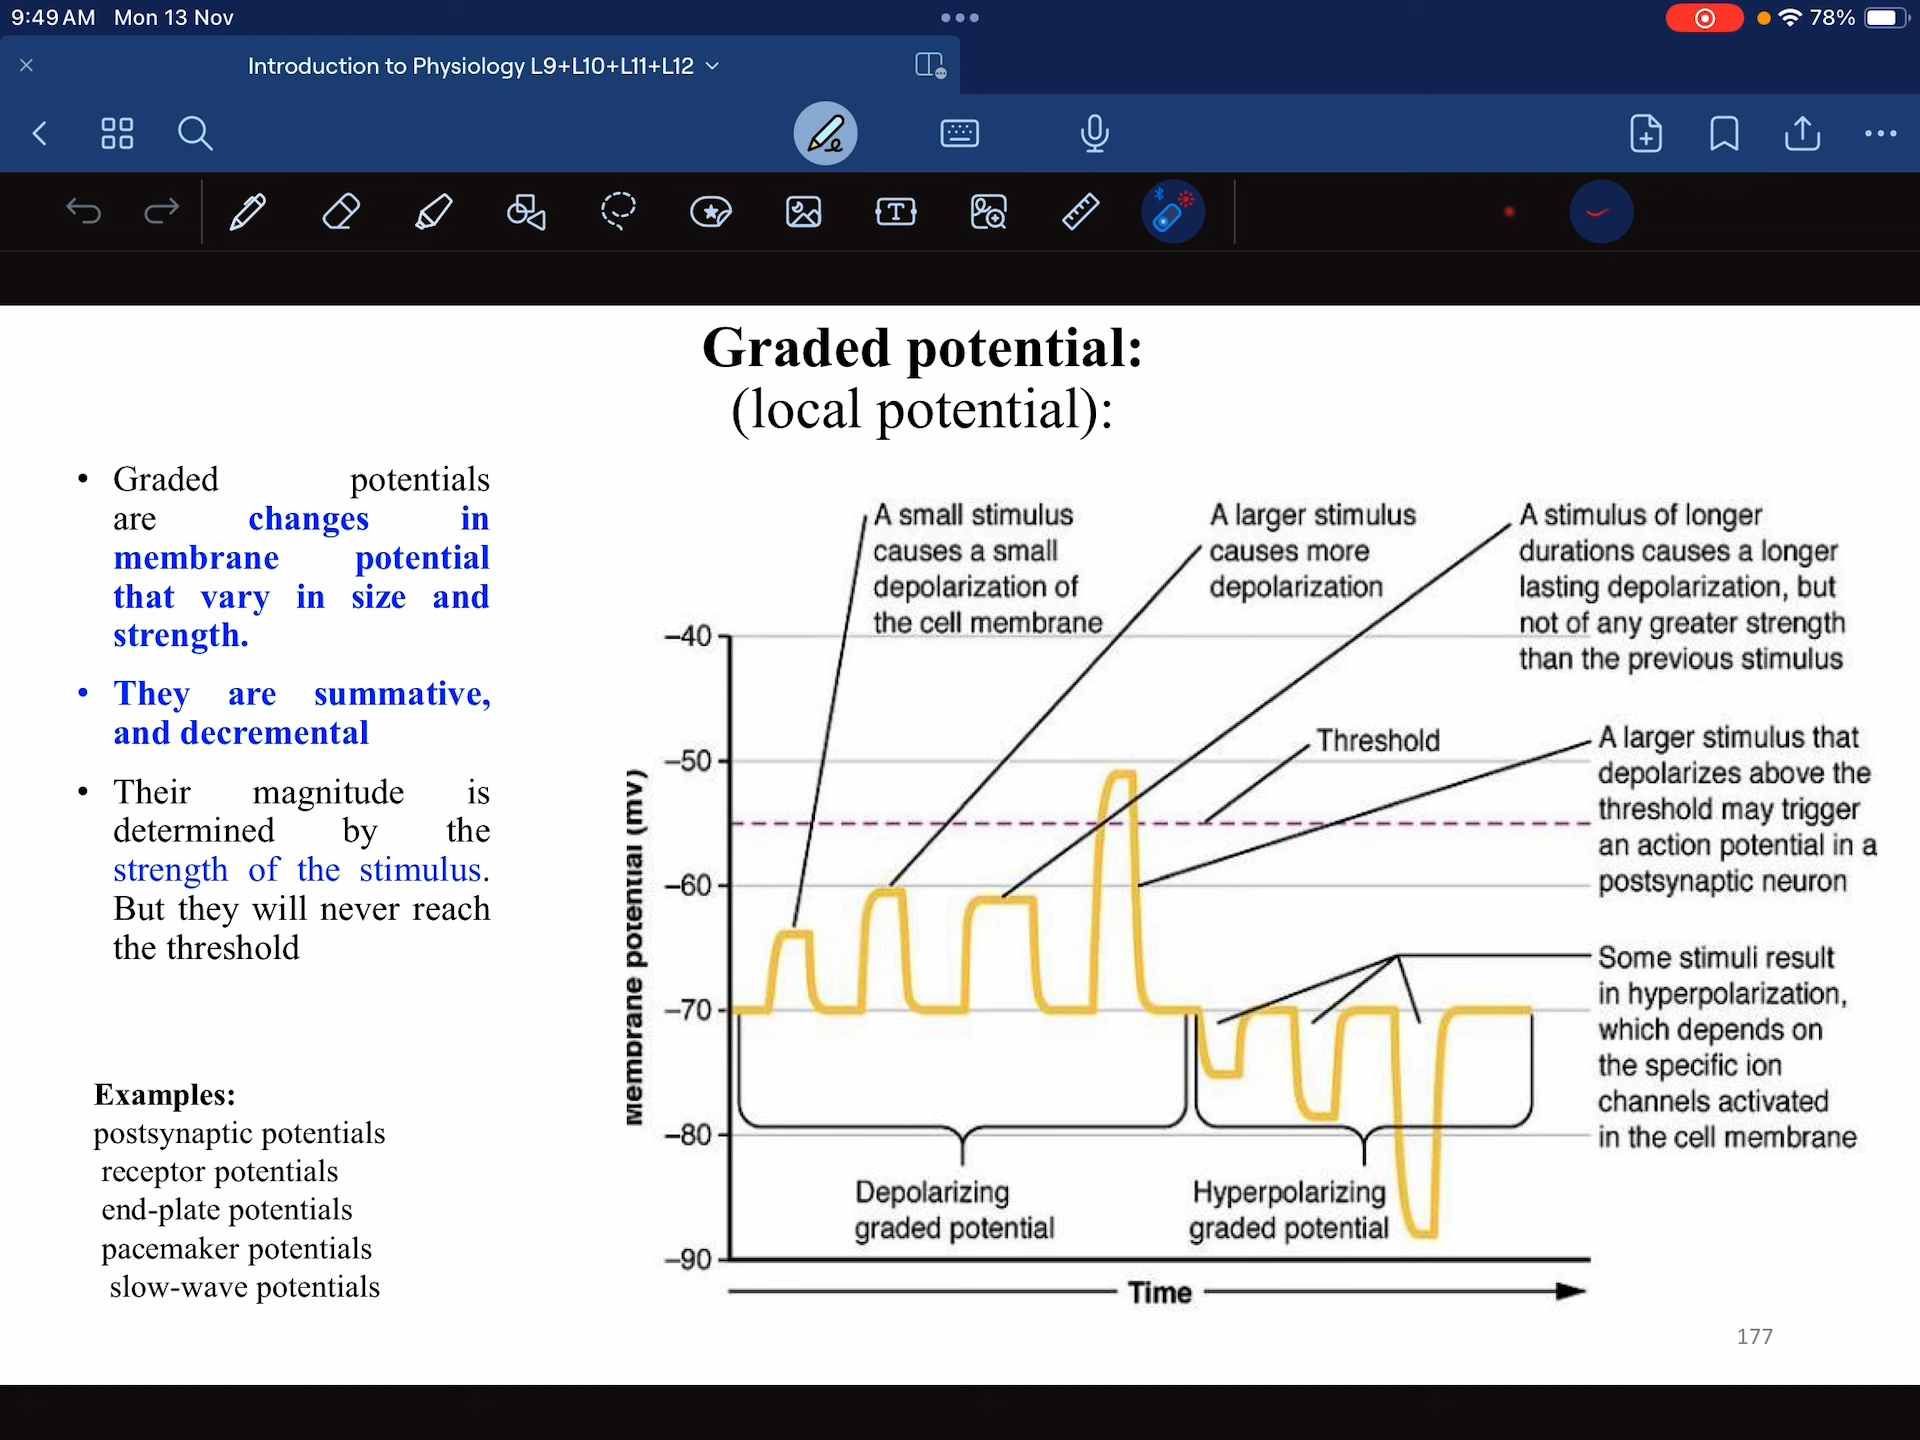 9:49 AM Mon 13 Nov
78%
Introduction to Physiology L9+L10+L11+L12
Graded potential:
(local potential):
• Graded potentials
are changes in
membrane potential
that vary in size and
strength.
• They are summative,
and decremental
• Their magnitude is
determined by the
strength of the stimulus.
But they will never reach
the threshold
Examples:
postsynaptic potentials
receptor potentials
end-plate potentials
pacemaker potentials
slow-wave potentials
A small stimulus
causes a small
depolarization of
the cell membrane
A larger stimulus
causes more
depolarization
A stimulus of longer
durations causes a longer
lasting depolarization, but
not of any greater strength
than the previous stimulus
Threshold
A larger stimulus that
depolarizes above the
threshold may trigger
an action potential in a
postsynaptic neuron
Some stimuli result
in hyperpolarization,
which depends on
the specific ion
channels activated
in the cell membrane
Membrane potential (mv)
–40
–50
–60
–70
–80
–90
Depolarizing
graded potential
Hyperpolarizing
graded potential
Time
177